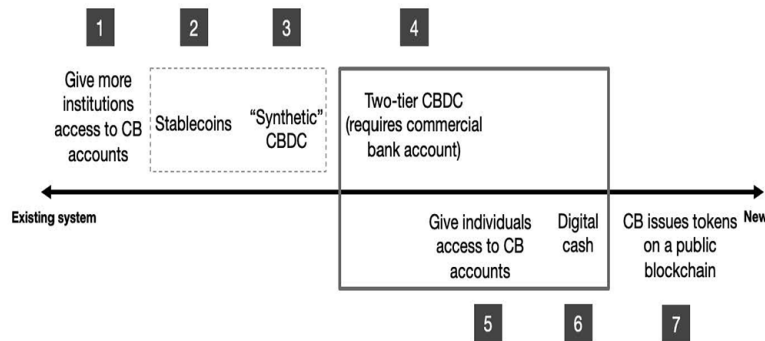 1
2
3
4
Give more
institutions
access to CB
accounts
Stablecoins
“Synthetic”
CBDC
Two-tier CBDC
(requires commercial
bank account)
Existing system
New
Give individuals
access to CB
accounts
Digital
cash
CB issues tokens
on a public
blockchain
5
6
7